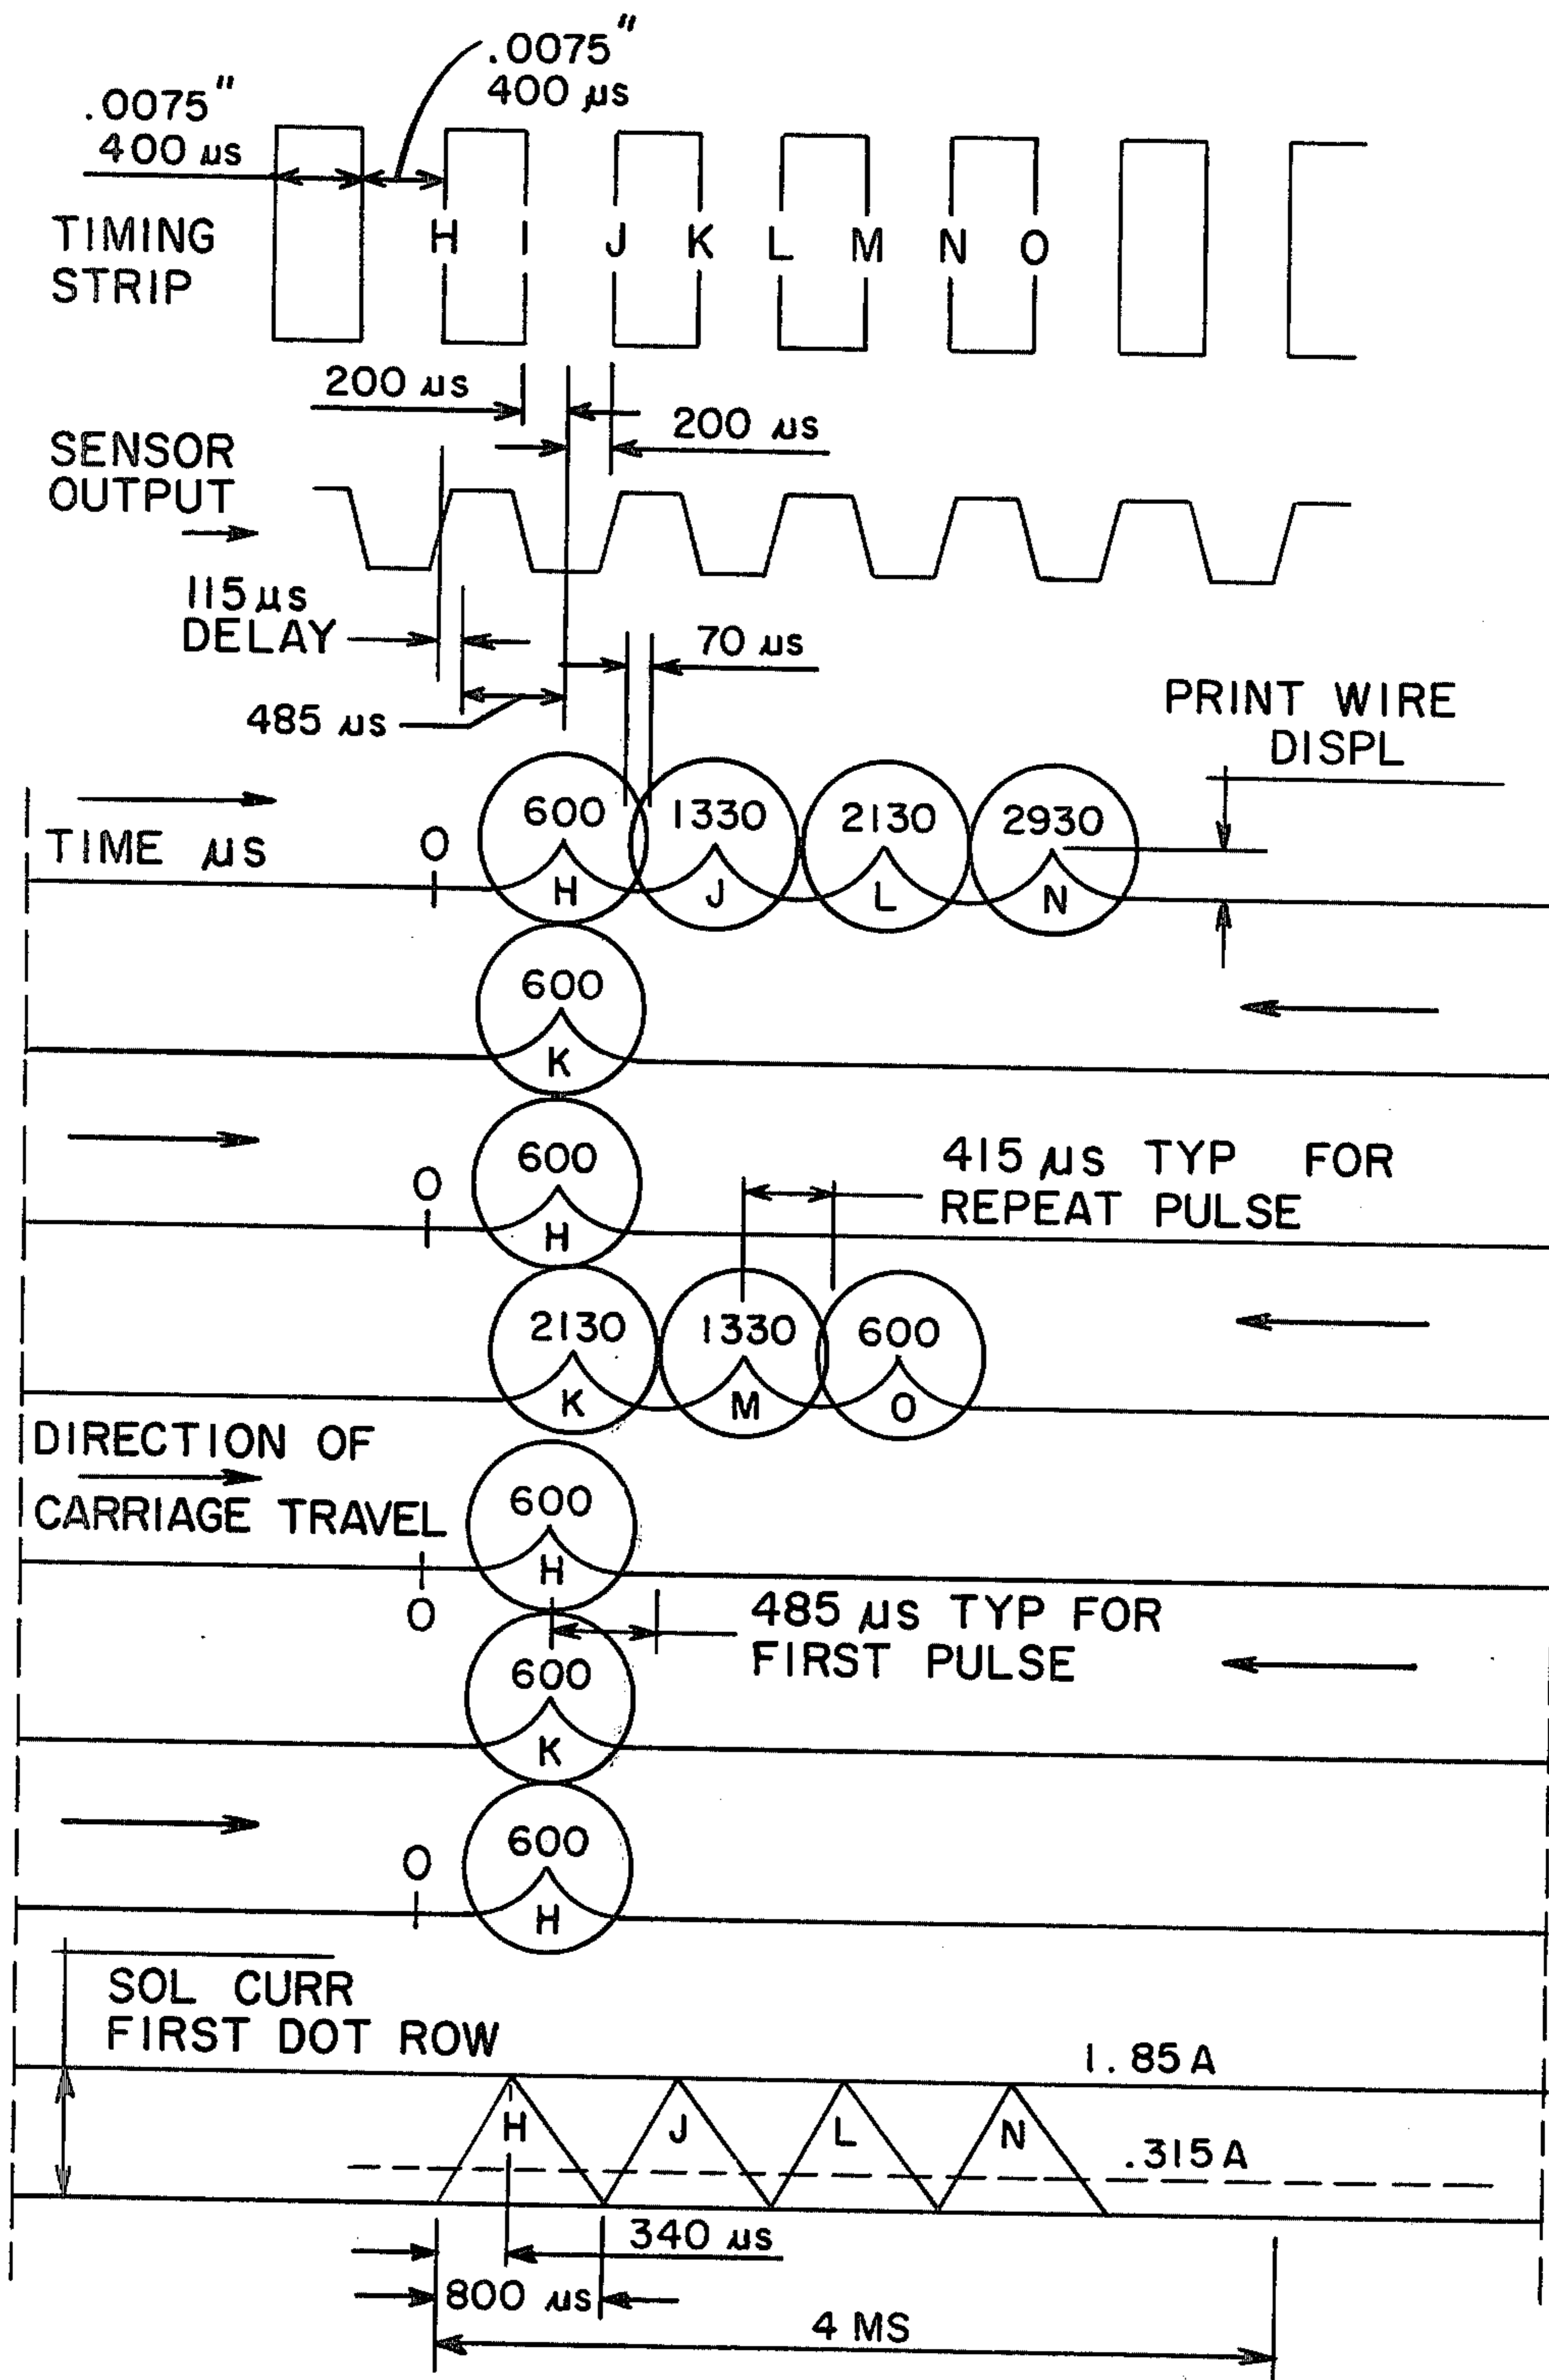 .0075"
400 µs
.0075"
400 µs
TIMING
STRIP
H I J K L M N O
200 µs
200 µs
SENSOR
OUTPUT
115 µs
DELAY
70 µs
485 µs
PRINT WIRE
DISPL
TIME µs
0
600 1330 2130 2930
H J L N
600
K
0
600
H
415 µs TYP FOR
REPEAT PULSE
2130 1330 600
K M O
DIRECTION OF
CARRIAGE TRAVEL
600
H
0
485 µs TYP FOR
FIRST PULSE
600
K
0
600
H
SOL CURR
FIRST DOT ROW
1.85 A
H J L N
.315 A
340 µs
800 µs
4 MS